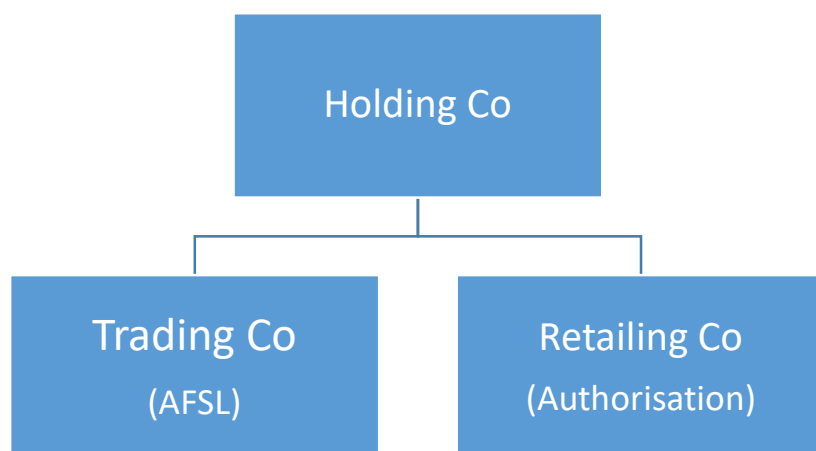 Holding Co
Trading Co
(AFSL)
Retailing Co
(Authorisation)